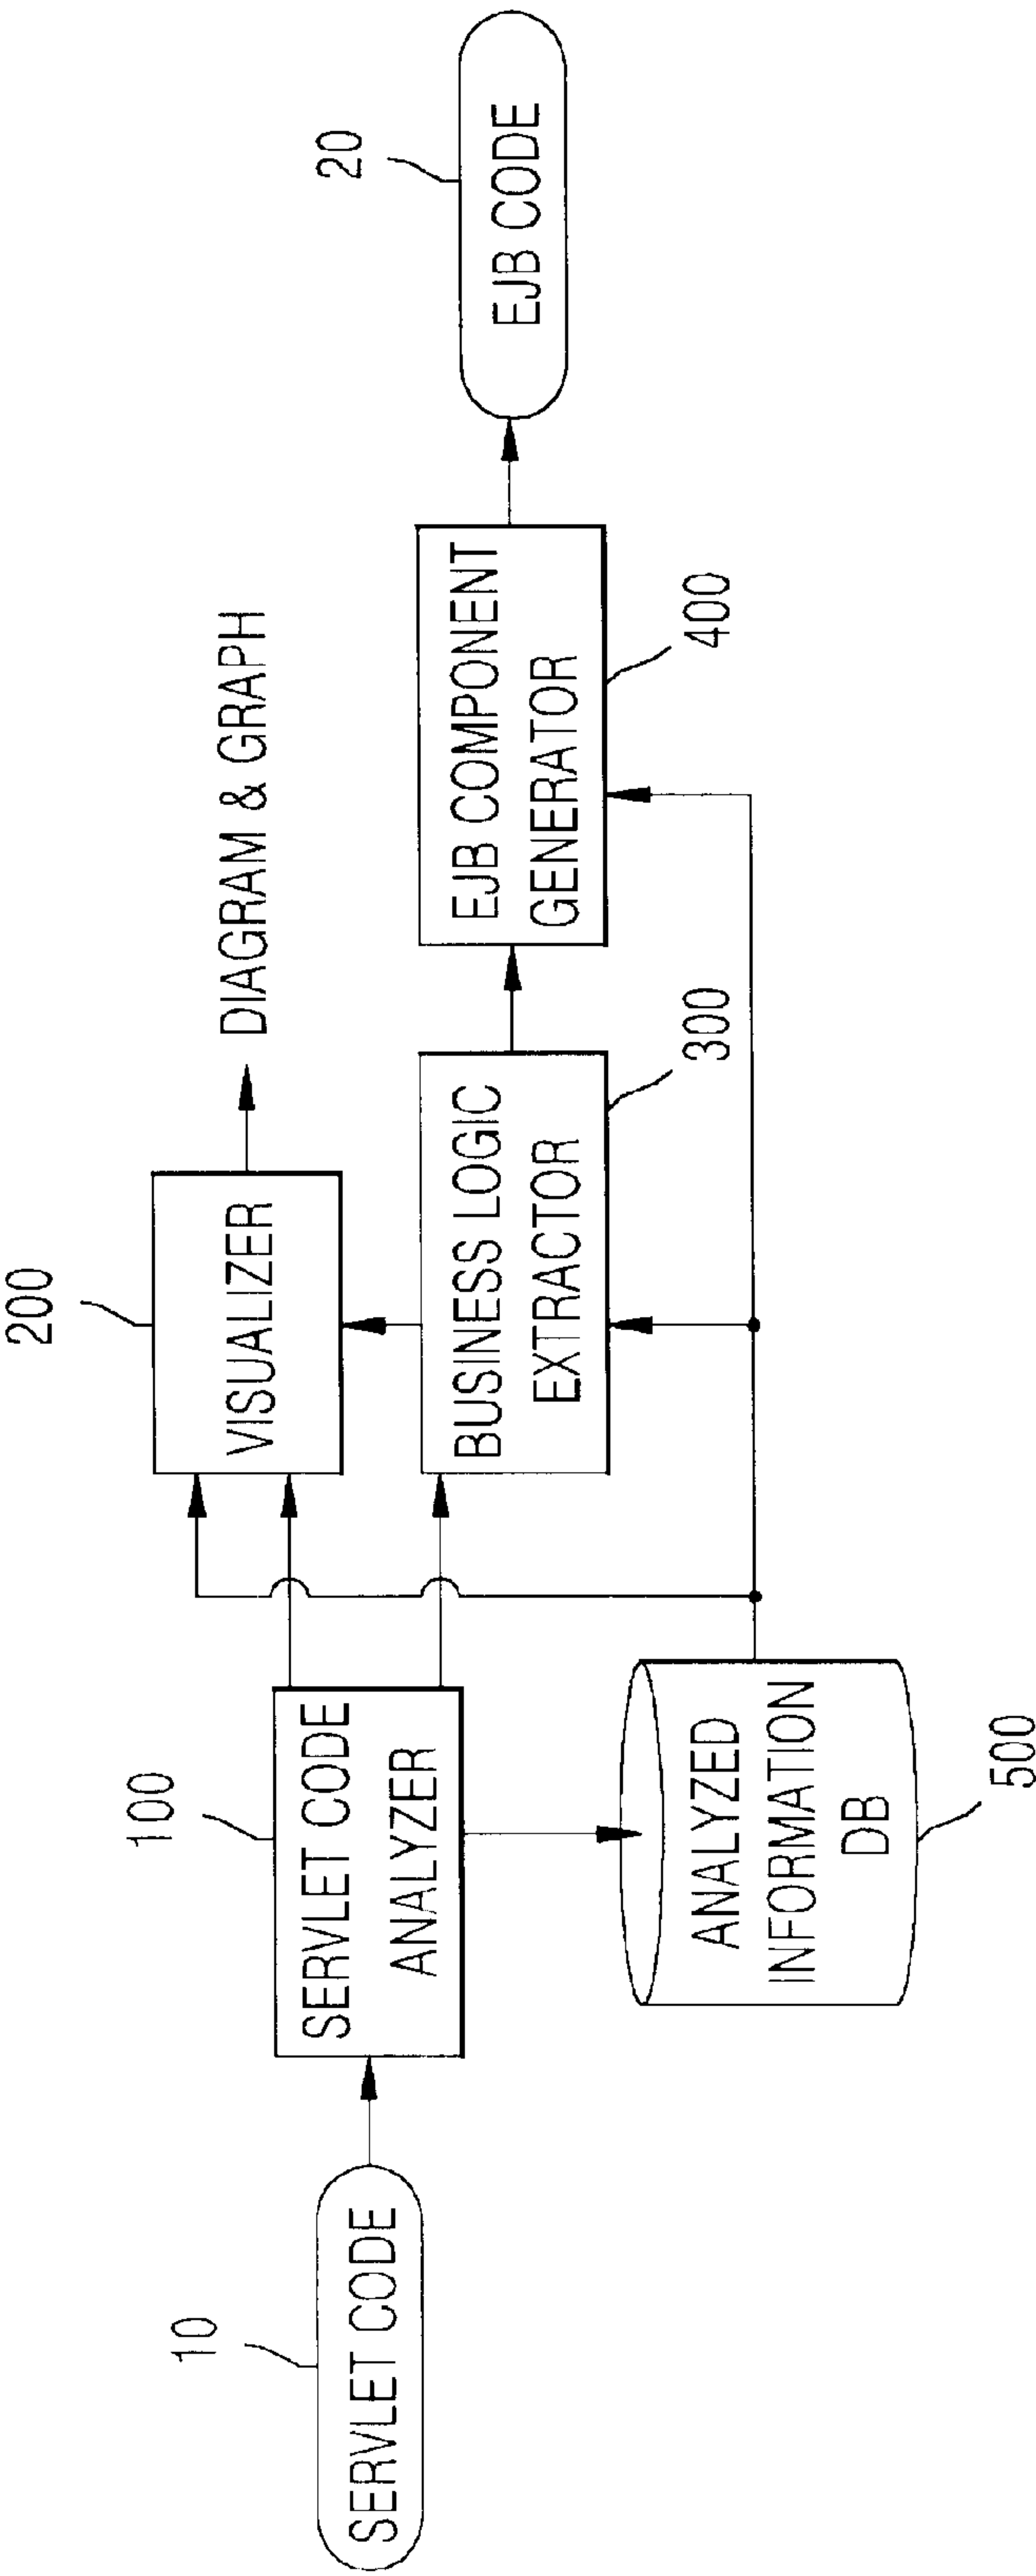 10
SERVLET CODE
100
SERVLET CODE
ANALYZER
200
VISUALIZER
DIAGRAM & GRAPH
BUSINESS LOGIC
EXTRACTOR
300
EJB COMPONENT
GENERATOR
400
20
EJB CODE
ANALYZED
INFORMATION
DB
500